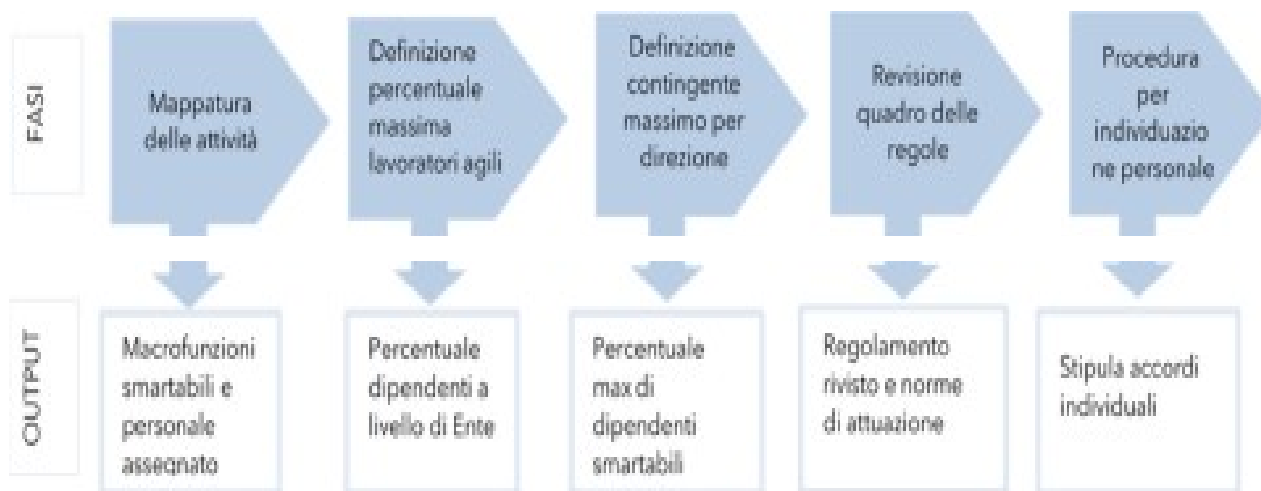 FASI
Mappatura
delle attività
Definizione
percentuale
massima
lavoratori agili
Definizione
contingente
massimo per
direzione
Revisione
quadro delle
regole
Procedura
per
individuazio
ne personale
OUTPUT
Macrofunzioni
smartabili e
personale
assegnato
Percentuale
dipendenti a
livello di Ente
Percentuale
max di
dipendenti
smartabili
Regolamento
rivisto e norme
di attuazione
Stipula accordi
individuali